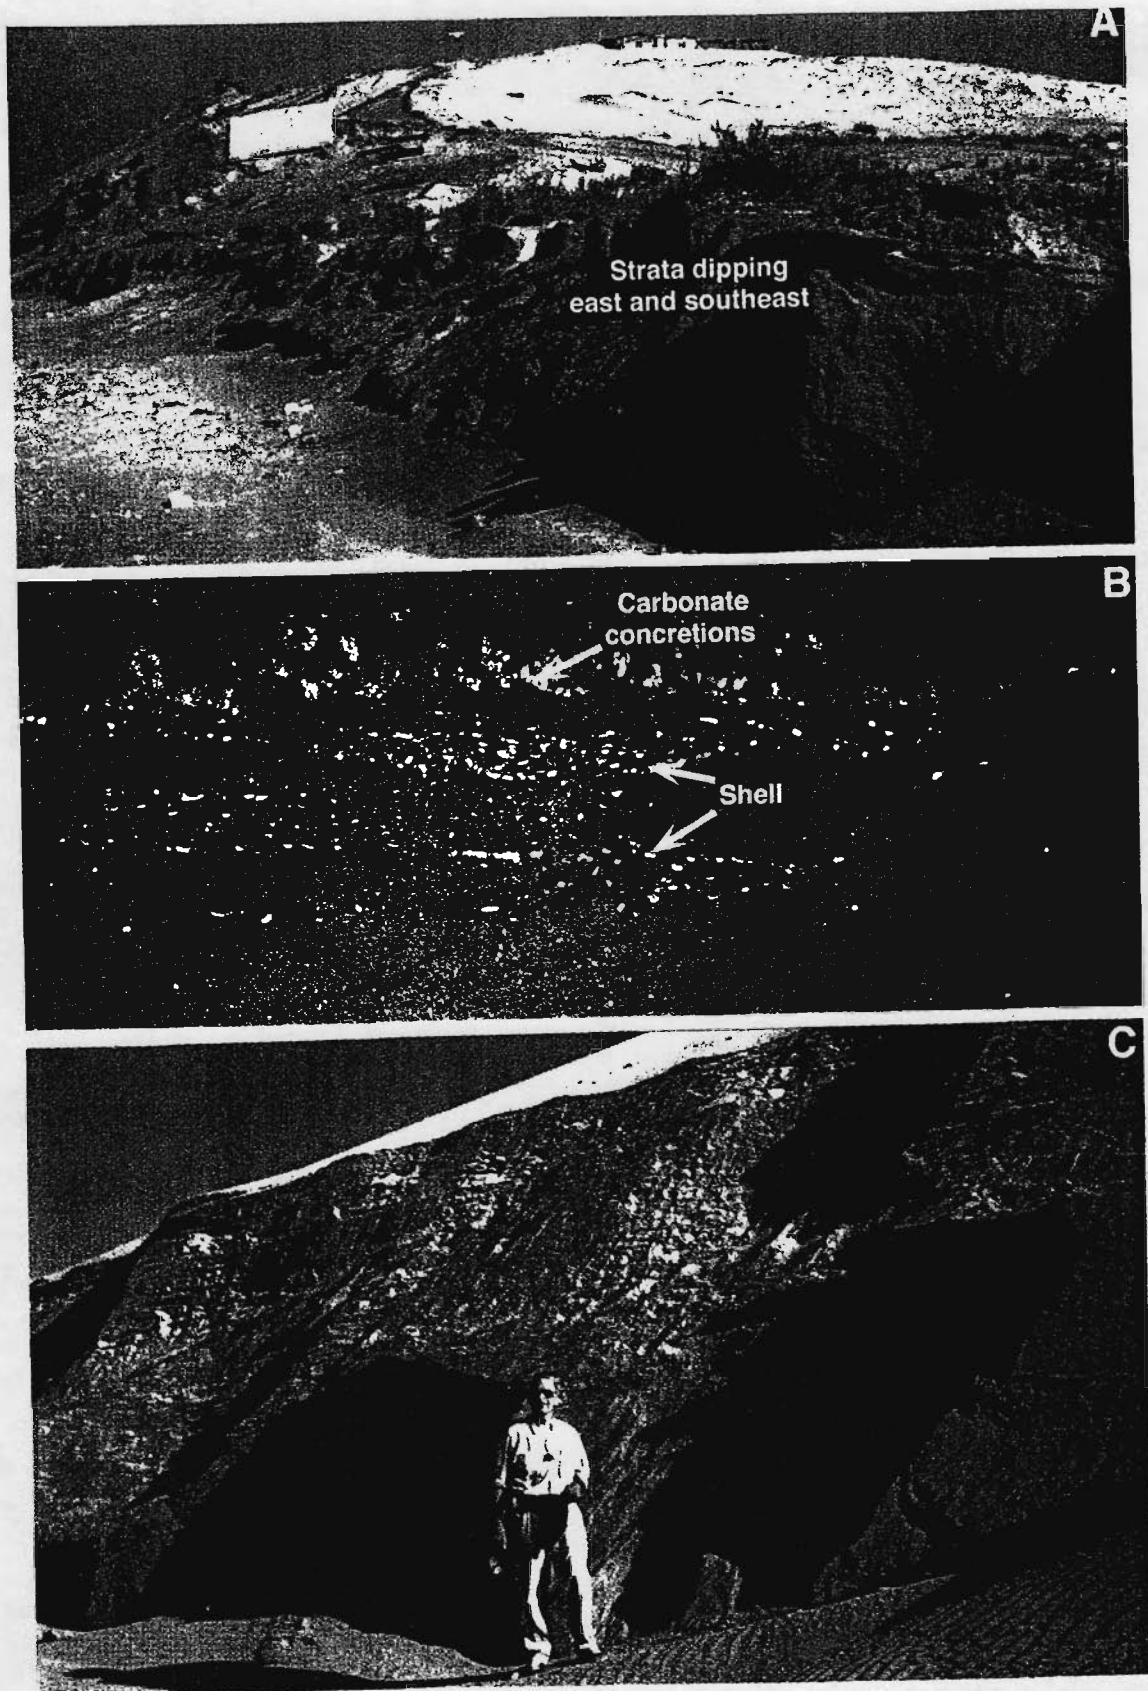 A
Strata dipping
east and southeast
B
Carbonate
concretions
Shell
C